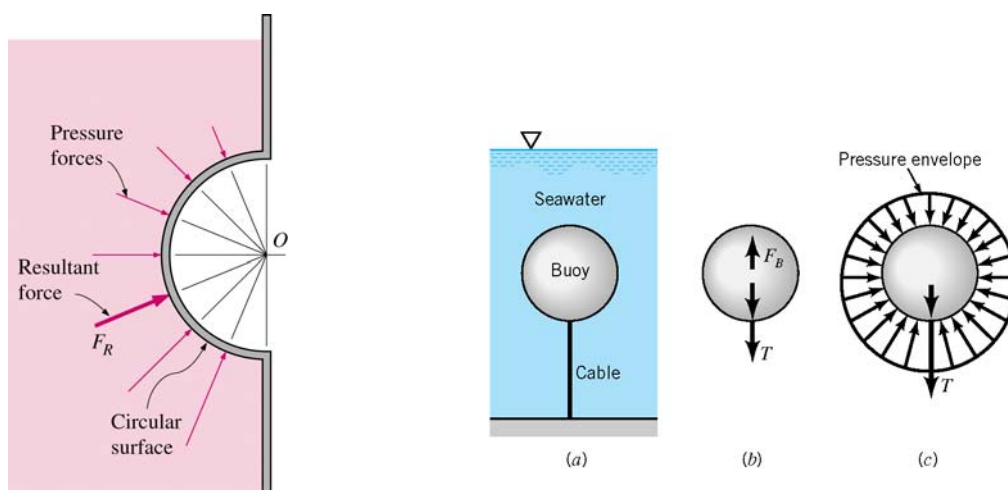 Pressure
forces
O
Resultant
force
F_R
Circular
surface
Seawater
Buoy
Cable
(a)
F_B
T
(b)
Pressure envelope
T
(c)